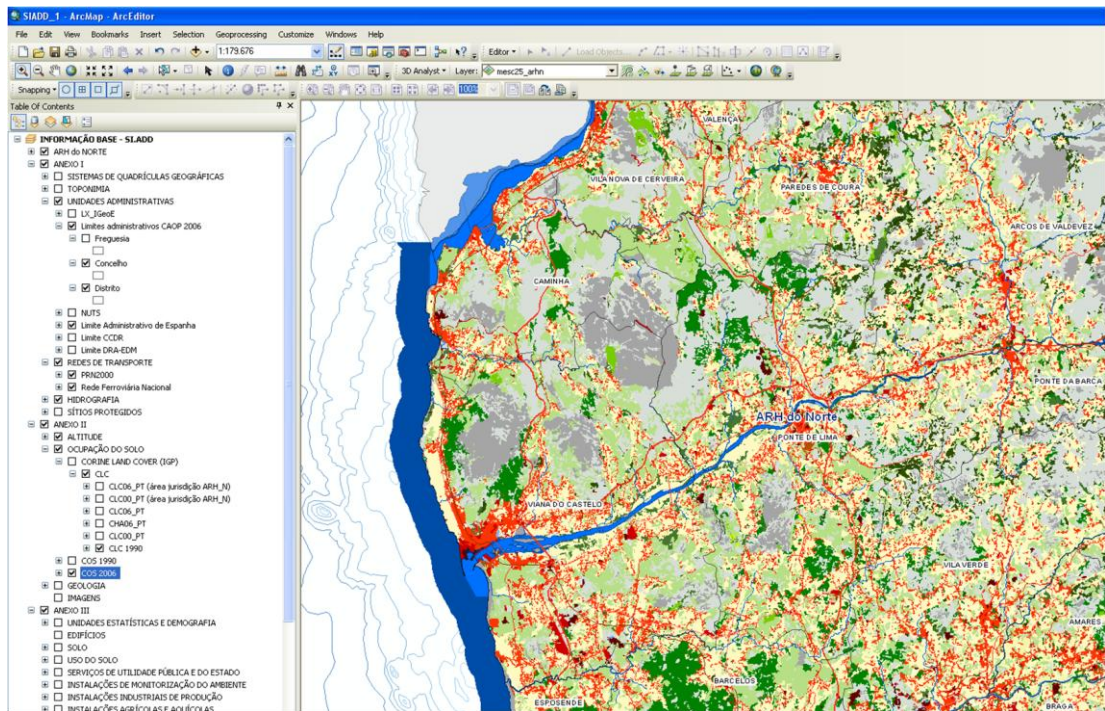 SIADD_1 - ArcMap - ArcEditor
File Edit View Bookmarks Insert Selection Geoprocessing Customize Windows Help
1:179.676
Editor
Load Objects...
3D Analyst
Layer:
mesc25_arhn
Snapping
100%
Table Of Contents
INFORMAÇÃO BASE - SIADD
ARH do NORTE
ANEXO I
SISTEMAS DE QUADRÍCULAS GEOGRÁFICAS
TOPONIMIA
UNIDADES ADMINISTRATIVAS
LX_IGeoE
Limites administrativos CAOP 2006
Freguesia
Concelho
Distrito
NUTS
Limite Administrativo de Espanha
Limite CCDR
Limite DRA-EDM
REDES DE TRANSPORTE
PRN2000
Rede Ferroviária Nacional
HIDROGRAFIA
SÍTIOS PROTEGIDOS
ANEXO II
ALTITUDE
OCUPAÇÃO DO SOLO
CORINE LAND COVER (IGP)
CLC
CLC06_PT (área jurisdição ARH_N)
CLC00_PT (área jurisdição ARH_N)
CLC06_PT
CHA06_PT
CLC00_PT
CLC 1990
COS 1990
COS 2006
GEOLOGIA
IMAGENS
ANEXO III
UNIDADES ESTATÍSTICAS E DEMOGRAFIA
EDIFÍCIOS
SOLO
USO DO SOLO
SERVIÇOS DE UTILIDADE PÚBLICA E DO ESTADO
INSTALAÇÕES DE MONITORIZAÇÃO DO AMBIENTE
INSTALAÇÕES INDUSTRIAIS DE PRODUÇÃO
INSTALAÇÕES AGRÍCOLAS E AQUÍCOLAS
VALENÇA
VILA NOVA DE CERVEIRA
PAREDES DE COURA
ARCOS DE VALDEVEZ
CAMINHA
PONTE DA BARCA
ARH do Norte
PONTE DE LIMA
VIANA DO CASTELO
VILA VERDE
AMARES
BARCELOS
ESPOSENDE
BRAGA